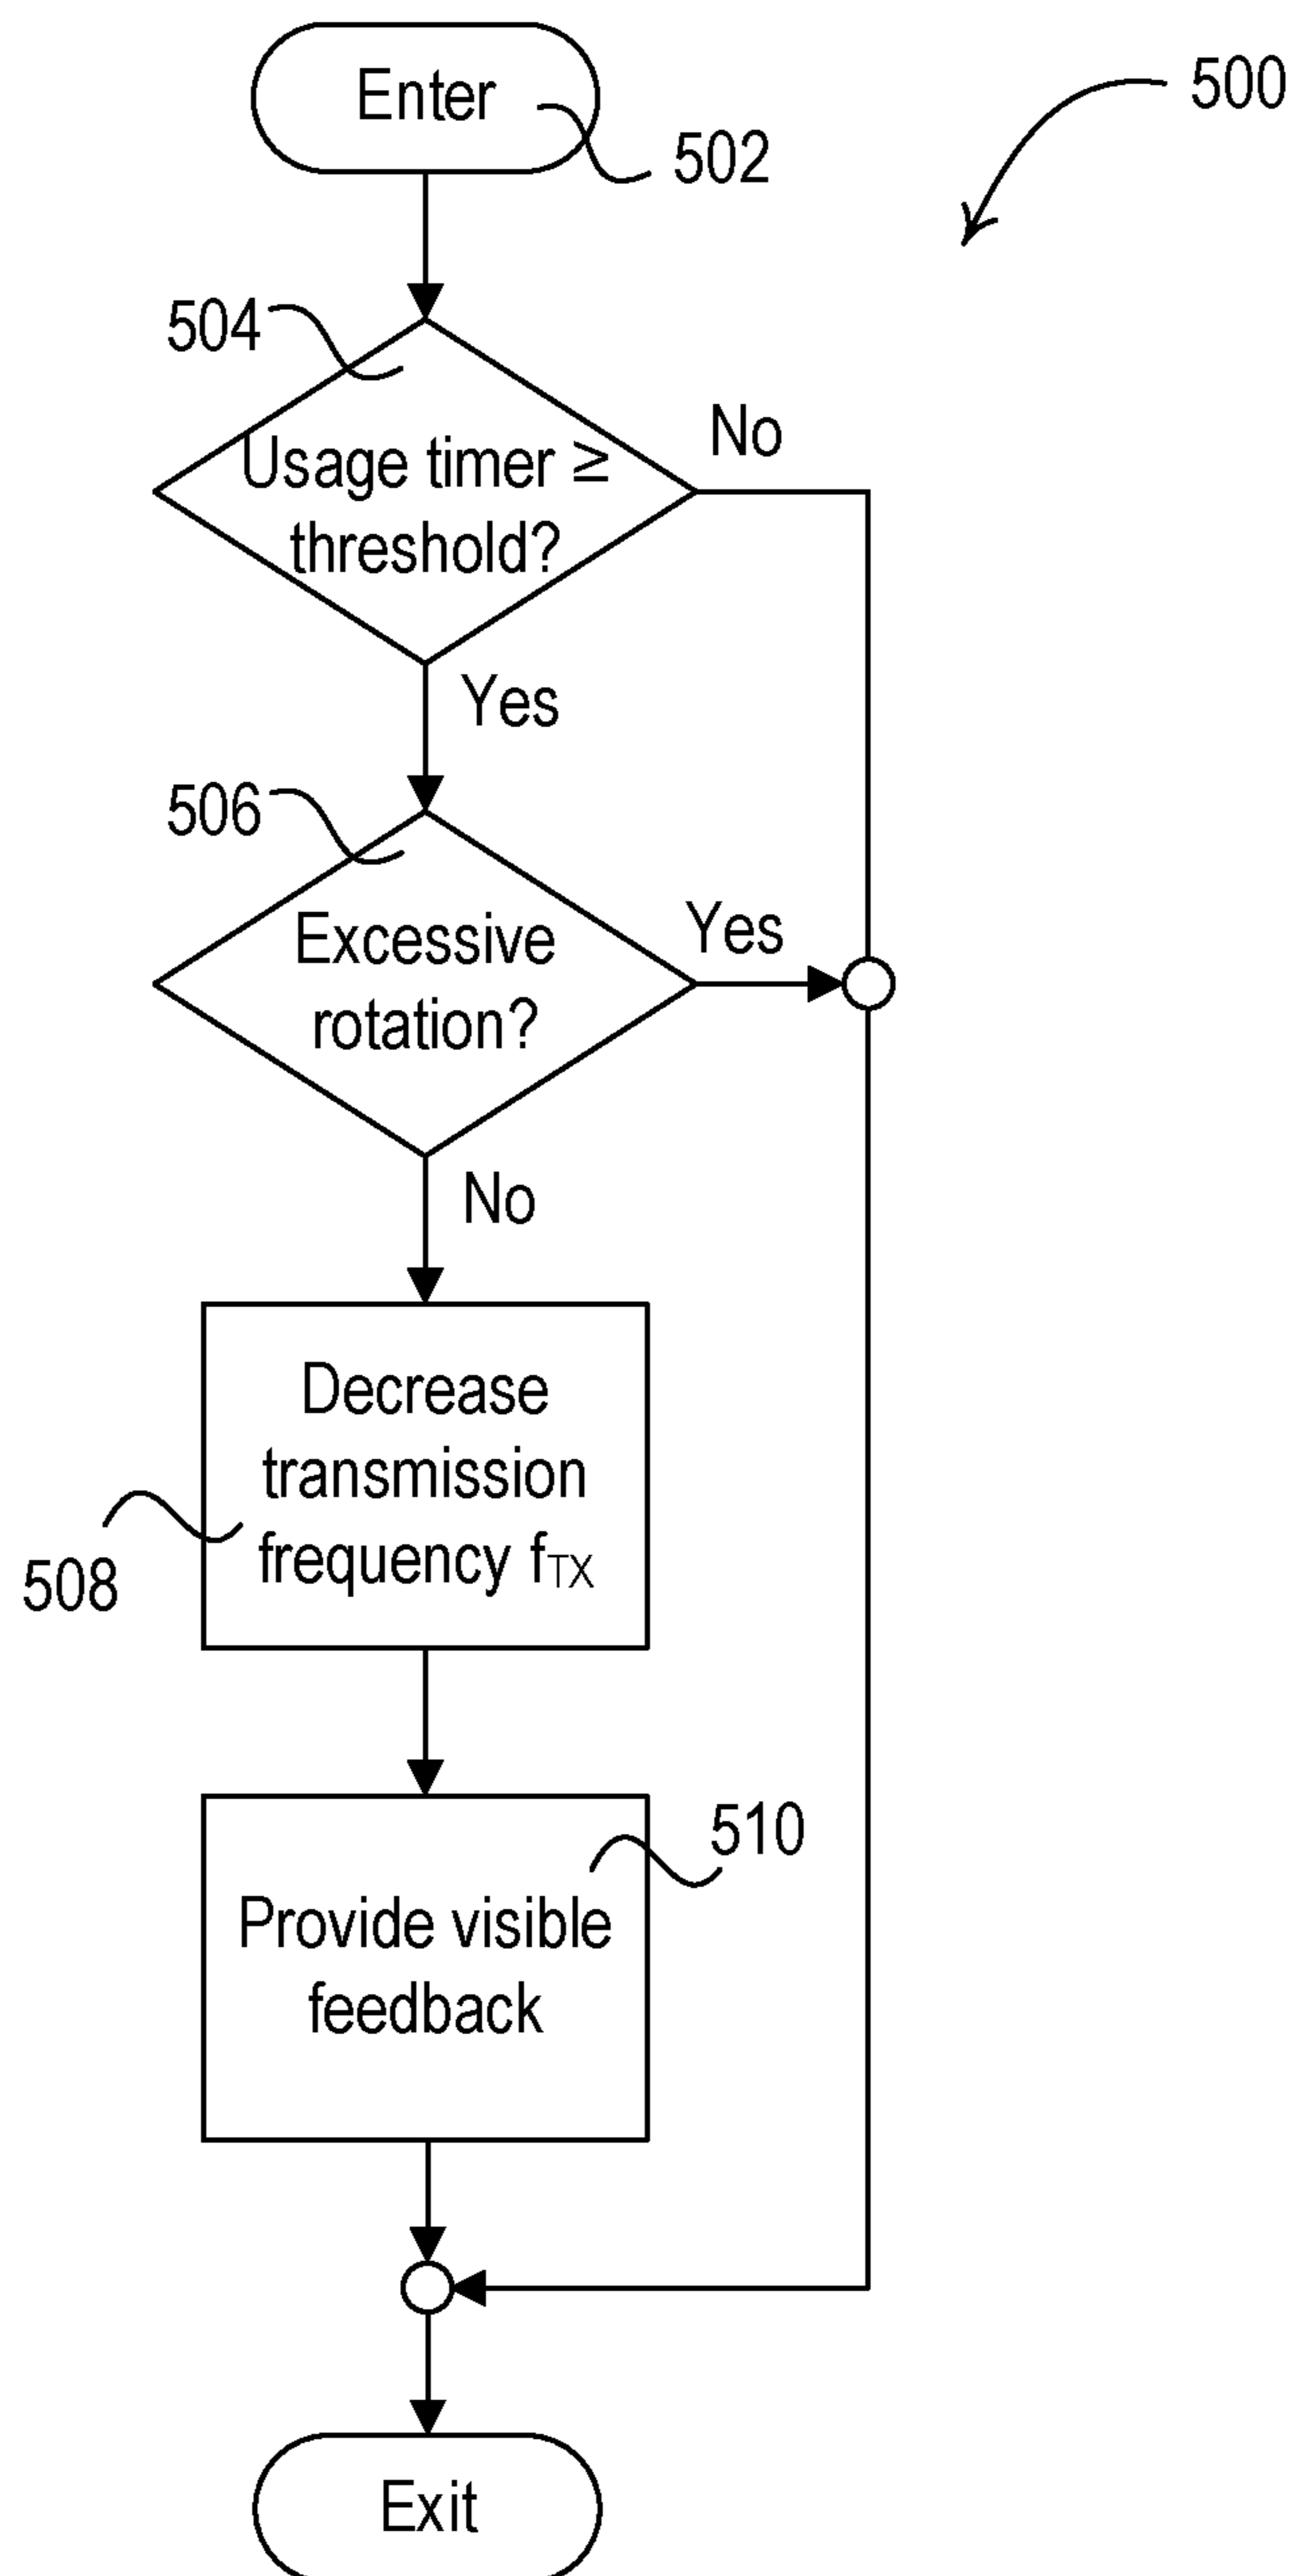 Enter
500
502
504
No
Usage timer ≥
threshold?
Yes
506
Excessive
rotation?
Yes
No
Decrease
transmission
frequency fTX
508
510
Provide visible
feedback
Exit